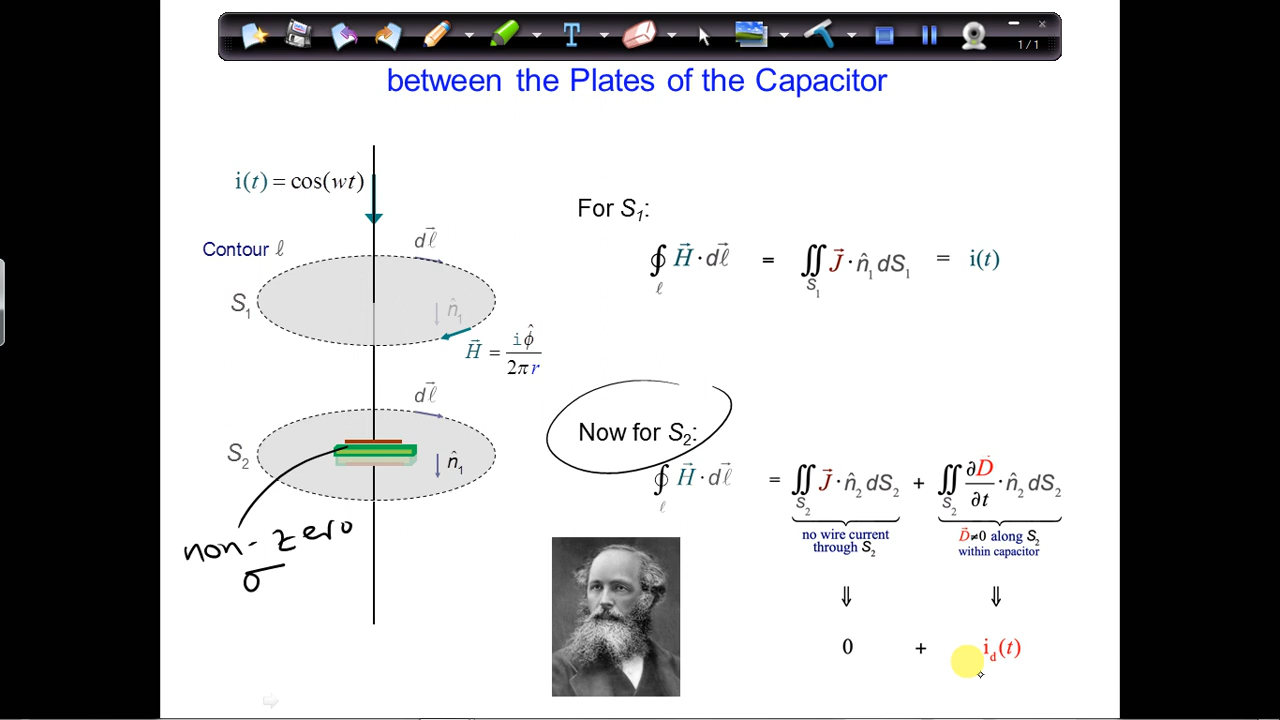 1/1
between the Plates of the Capacitor
i(t) = cos(wt)
Contour ℓ
dℓ⃗
S₁
n̂₁
H⃗ = iφ̂ / 2πr
For S₁:
∮ℓ H⃗ · dℓ⃗ = ∬S₁ J⃗ · n̂₁ dS₁ = i(t)
dℓ⃗
S₂
n̂₁
non-zero
σ
Now for S₂:
∮ℓ H⃗ · dℓ⃗ = ∬S₂ J⃗ · n̂₂ dS₂ + ∬S₂ ∂D⃗/∂t · n̂₂ dS₂
no wire current
through S₂
D⃗≠0 along S₂
within capacitor
⇓ ⇓
0 + i_d(t)
T